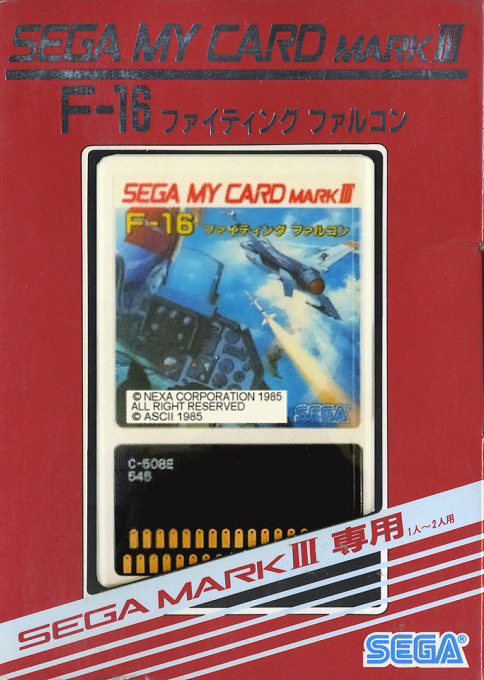 SEGA MY CARD MARK III
F-16 ファイティング ファルコン
SEGA MY CARD MARK III
F-16 ファイティング ファルコン
© NEXA CORPORATION 1985
ALL RIGHT RESERVED
© ASCII 1985
SEGA
C-508E
545
SEGA MARK III 専用 1人～2人用
SEGA®